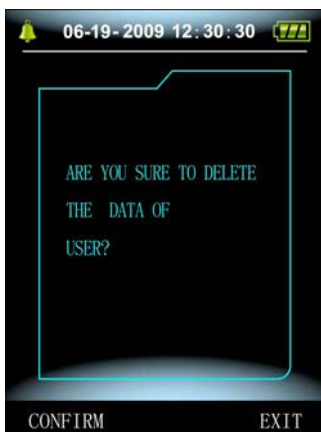 06-19-2009 12:30:30
ARE YOU SURE TO DELETE
THE DATA OF
USER?
CONFIRM EXIT